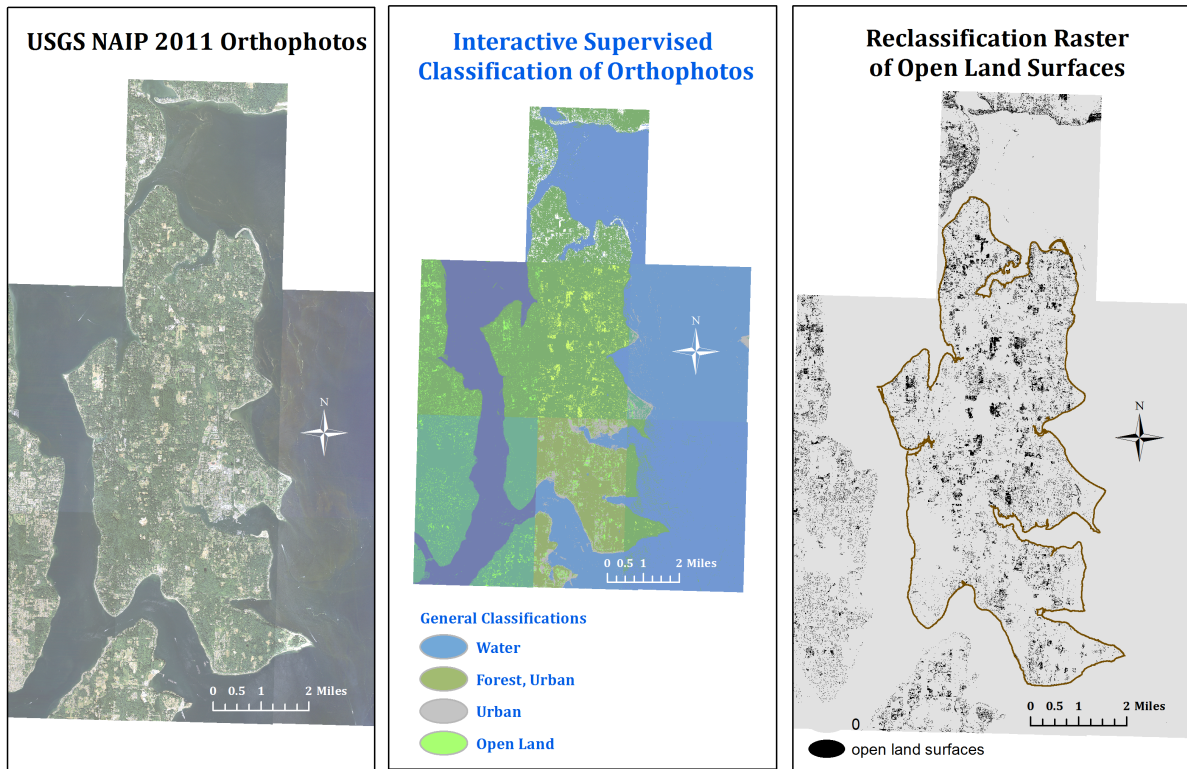 USGS NAIP 2011 Orthophotos
N
0 0.5 1 2 Miles
Interactive Supervised
Classification of Orthophotos
N
0 0.5 1 2 Miles
General Classifications
Water
Forest, Urban
Urban
Open Land
Reclassification Raster
of Open Land Surfaces
N
0 0.5 1 2 Miles
0
open land surfaces